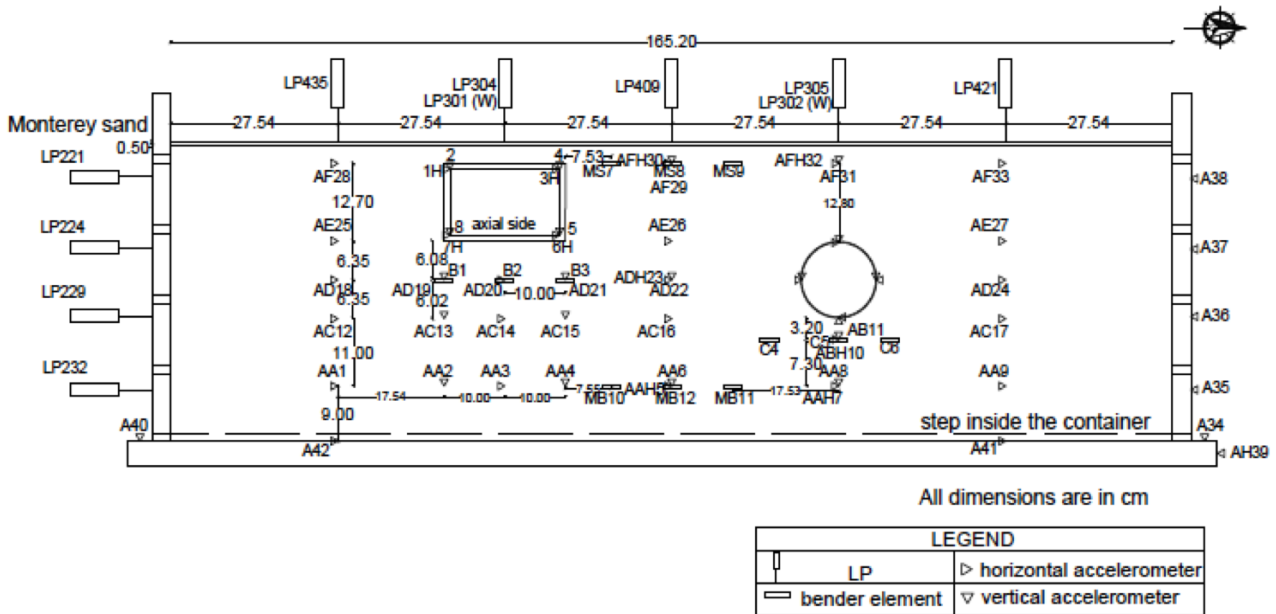 165.20
LP435
LP304
LP301 (W)
LP409
LP305
LP302 (W)
LP421
27.54
27.54
27.54
27.54
27.54
27.54
Monterey sand
0.50
LP221
LP224
LP229
LP232
2
1H
4
3H
7.53
AFH30
MS7
MS8
MS9
AFH32
AF28
AF29
AF31
AF33
A38
12.70
12.80
AE25
8
axial side
5
7H
6H
AE26
AE27
A37
6.35
6.08
B1
B2
B3
ADH23
AD18
AD19
AD20
10.00
AD21
AD22
AD24
6.35
6.02
A36
AC12
AC13
AC14
AC15
AC16
3.20
AB11
AC17
C4
C5
ABH10
C6
11.00
7.30
AA1
AA2
AA3
AA4
AA6
AA8
AA9
A35
7.55
AAH5
17.54
10.00
10.00
MB10
MB12
MB11
17.53
AAH7
9.00
A40
step inside the container
A34
A42
A41
AH39
All dimensions are in cm
LEGEND
LP
horizontal accelerometer
bender element
vertical accelerometer